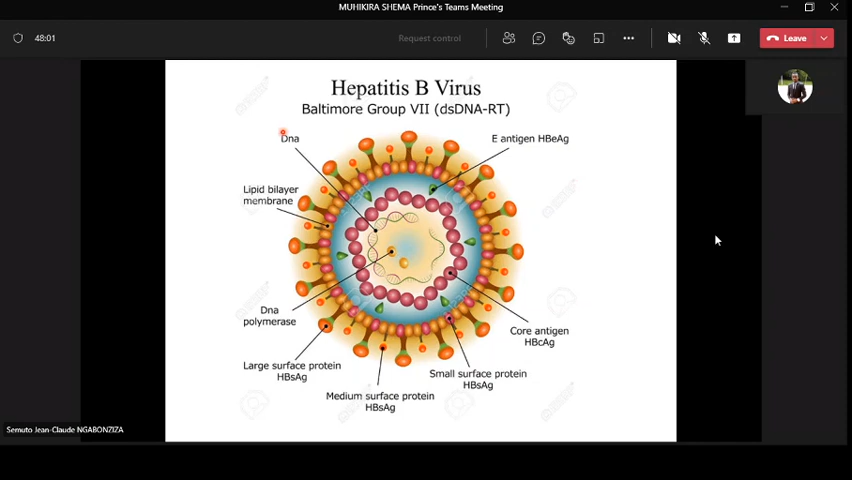 MUHIKIRA SHEMA Prince's Teams Meeting
48:01
Request control
Leave
Hepatitis B Virus
Baltimore Group VII (dsDNA-RT)
Dna
E antigen HBeAg
Lipid bilayer
membrane
Dna
polymerase
Core antigen
HBcAg
Large surface protein
HBsAg
Small surface protein
HBsAg
Medium surface protein
HBsAg
Semuto Jean-Claude NGABONZIZA